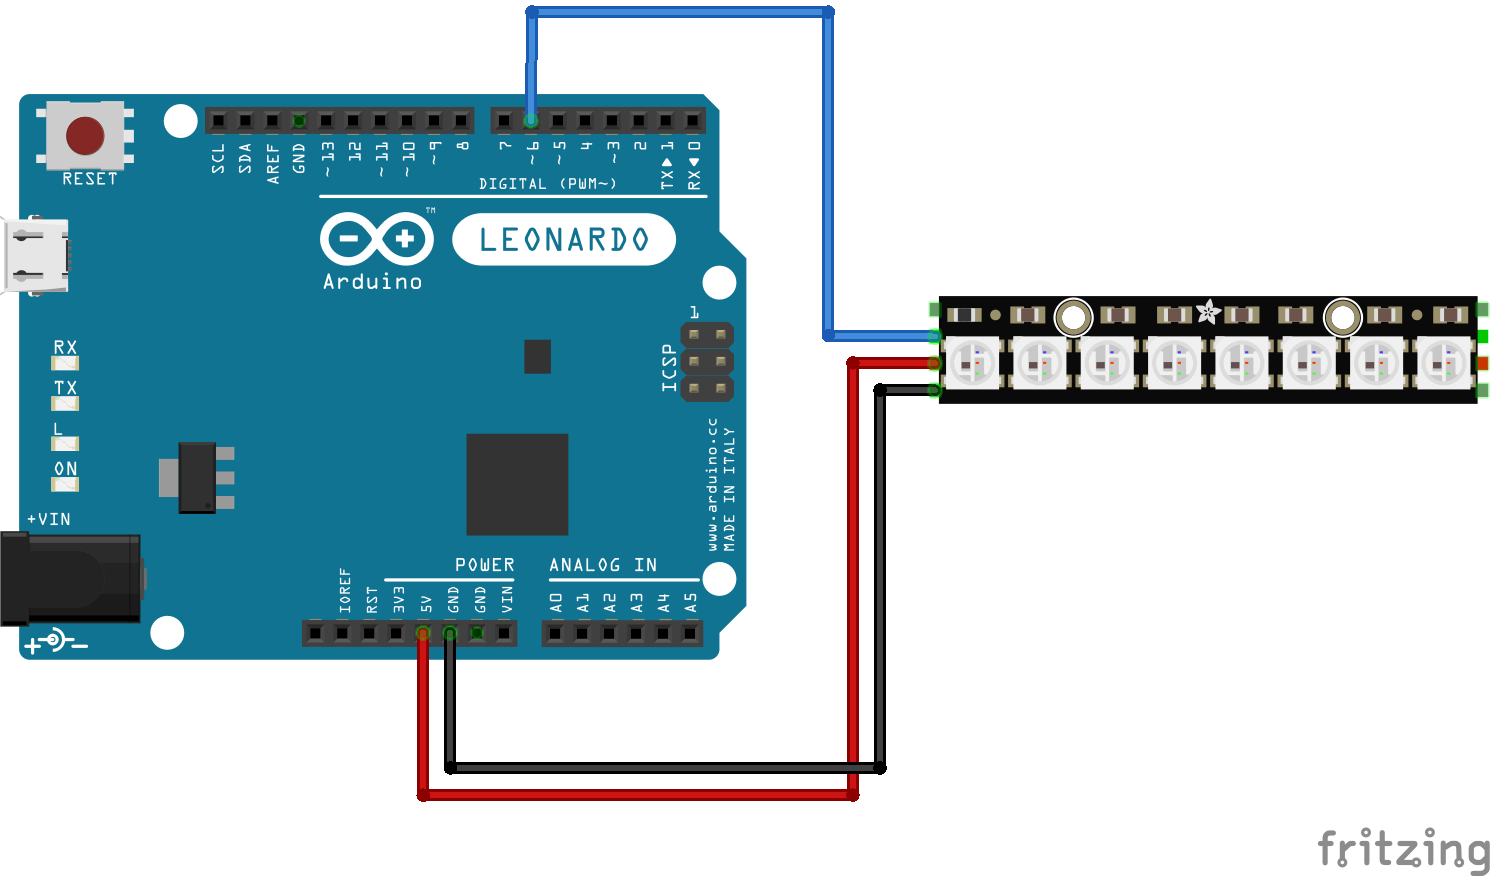 RESET
SCL
SDA
AREF
GND
~13
12
~11
~10
~9
8
7
~6
~5
4
~3
2
TX▶1
RX◀0
DIGITAL (PWM~)
TM
LEONARDO
Arduino
1
ICSP
RX
TX
L
ON
www.arduino.cc
MADE IN ITALY
+VIN
POWER
ANALOG IN
IOREF
RST
3V3
5V
GND
GND
VIN
A0
A1
A2
A3
A4
A5
fritzing